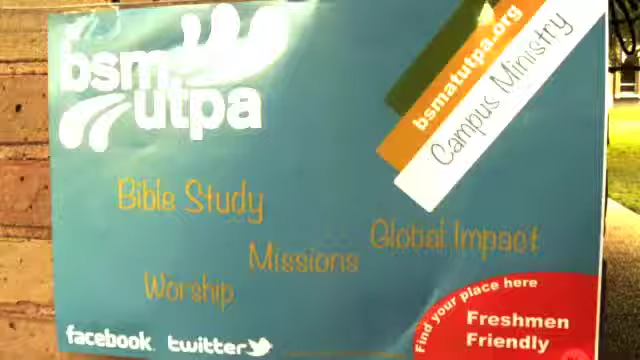 bsm
utpa
bsmatutpa.org
Campus Ministry
Bible Study
Global Impact
Missions
Worship
facebook twitter
Find your place here
Freshmen
Friendly